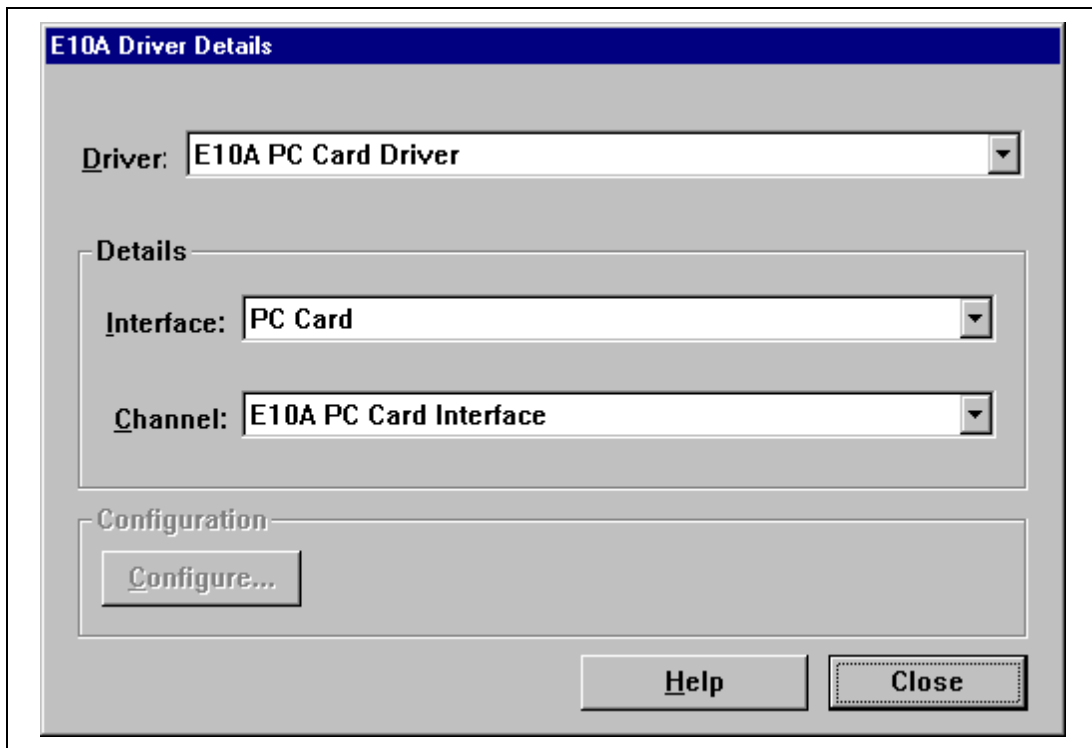 E10A Driver Details
Driver: E10A PC Card Driver
Details
Interface: PC Card
Channel: E10A PC Card Interface
Configuration
Configure...
Help Close